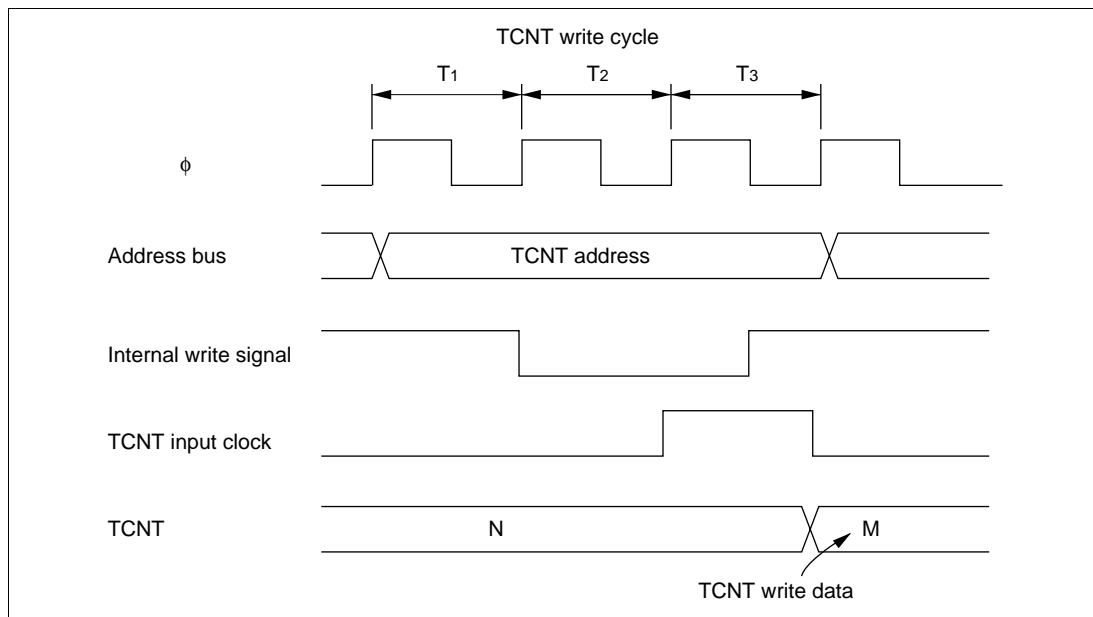 TCNT write cycle
T1 T2 T3
ϕ
Address bus
TCNT address
Internal write signal
TCNT input clock
TCNT
N
M
TCNT write data